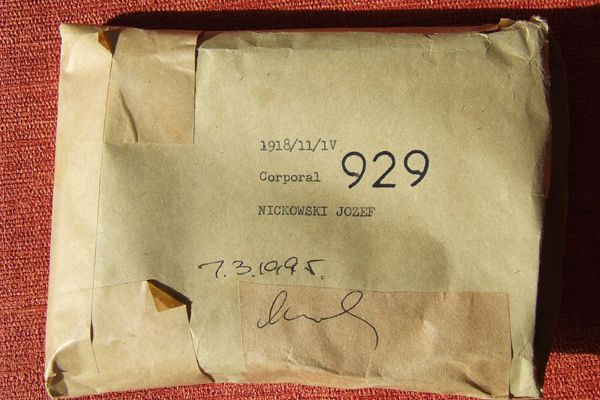 1918/11/1V
Corporal 929
NICKOWSKI JOZEF
7.3.1995.